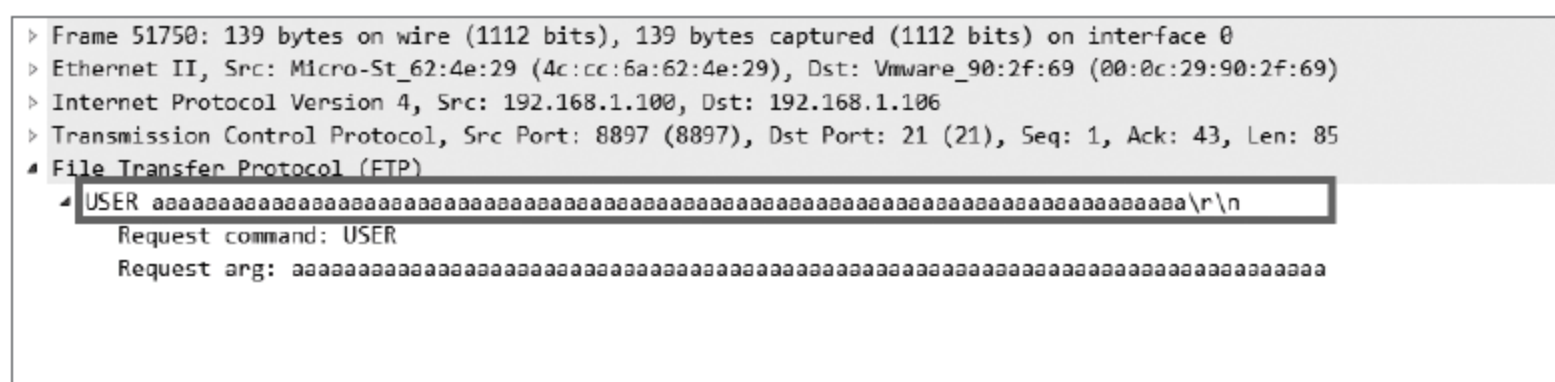 Frame 51750: 139 bytes on wire (1112 bits), 139 bytes captured (1112 bits) on interface 0
Ethernet II, Src: Micro-St_62:4e:29 (4c:cc:6a:62:4e:29), Dst: Vmware_90:2f:69 (00:0c:29:90:2f:69)
Internet Protocol Version 4, Src: 192.168.1.100, Dst: 192.168.1.106
Transmission Control Protocol, Src Port: 8897 (8897), Dst Port: 21 (21), Seq: 1, Ack: 43, Len: 85
File Transfer Protocol (FTP)
USER aaaaaaaaaaaaaaaaaaaaaaaaaaaaaaaaaaaaaaaaaaaaaaaaaaaaaaaaaaaaaaaaaaaaaaaaaaaaaa\r\n
Request command: USER
Request arg: aaaaaaaaaaaaaaaaaaaaaaaaaaaaaaaaaaaaaaaaaaaaaaaaaaaaaaaaaaaaaaaaaaaaaaaaaaaaaa